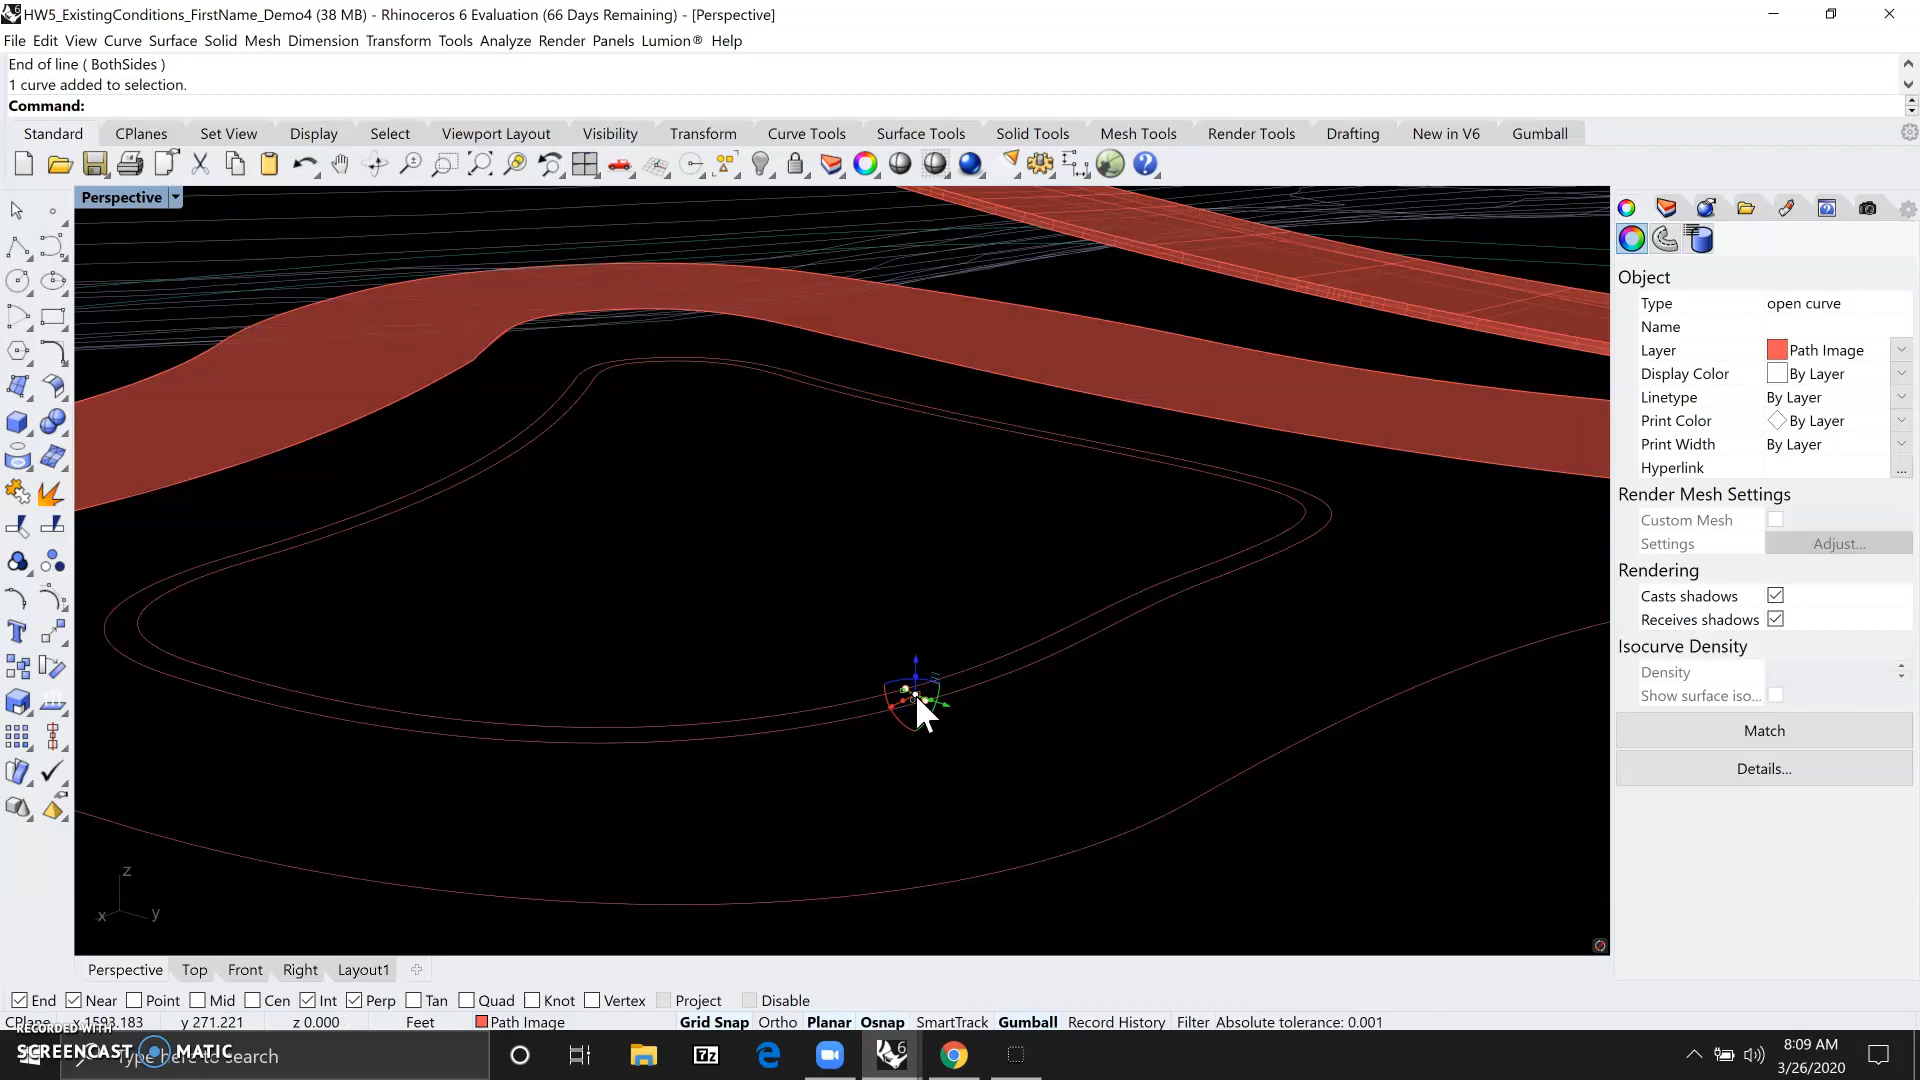 HW5_ExistingConditions_FirstName_Demo4 (38 MB) - Rhinoceros 6 Evaluation (66 Days Remaining) - [Perspective]
File Edit View Curve Surface Solid Mesh Dimension Transform Tools Analyze Render Panels Lumion® Help
End of line ( BothSides )
1 curve added to selection.
Command:
Standard CPlanes Set View Display Select Viewport Layout Visibility Transform Curve Tools Surface Tools Solid Tools Mesh Tools Render Tools Drafting New in V6 Gumball
Perspective
Object
Type open curve
Name
Layer Path Image
Display Color By Layer
Linetype By Layer
Print Color By Layer
Print Width By Layer
Hyperlink ...
Render Mesh Settings
Custom Mesh
Settings Adjust...
Rendering
Casts shadows
Receives shadows
Isocurve Density
Density
Show surface iso...
Match
Details...
z
x y
Perspective Top Front Right Layout1
End Near Point Mid Cen Int Perp Tan Quad Knot Vertex Project Disable
CPlane x 1593.183 y 271.221 z 0.000 Feet Path Image Grid Snap Ortho Planar Osnap SmartTrack Gumball Record History Filter Absolute tolerance: 0.001
RECORDED WITH
SCREENCAST MATIC
Type here to search
7z
6
8:09 AM
3/26/2020